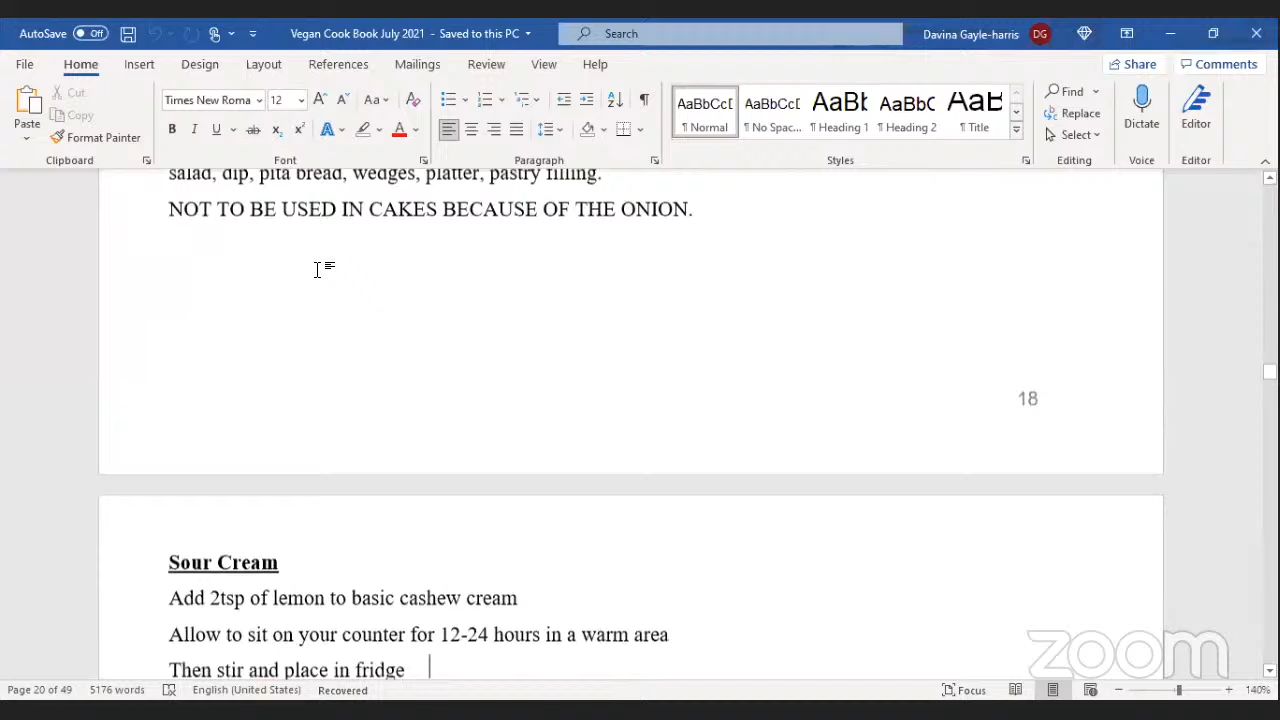 AutoSave Off Vegan Cook Book July 2021 - Saved to this PC Search Davina Gayle-harris DG
File Home Insert Design Layout References Mailings Review View Help Share Comments
Paste Cut Copy Format Painter
Clipboard
Times New Roma 12 Aa
B I U ab x₂ x² A A
Font
Paragraph
AaBbCcI AaBbCcI AaBb AaBbC AaB
¶ Normal ¶ No Spac... ¶ Heading 1 ¶ Heading 2 ¶ Title
Styles
Find
Replace
Select
Editing
Dictate
Voice
Editor
Editor
salad, dip, pita bread, wedges, platter, pastry filling.
NOT TO BE USED IN CAKES BECAUSE OF THE ONION.
18
Sour Cream
Add 2tsp of lemon to basic cashew cream
Allow to sit on your counter for 12-24 hours in a warm area
Then stir and place in fridge
zoom
Page 20 of 49 5176 words English (United States) Recovered Focus 140%